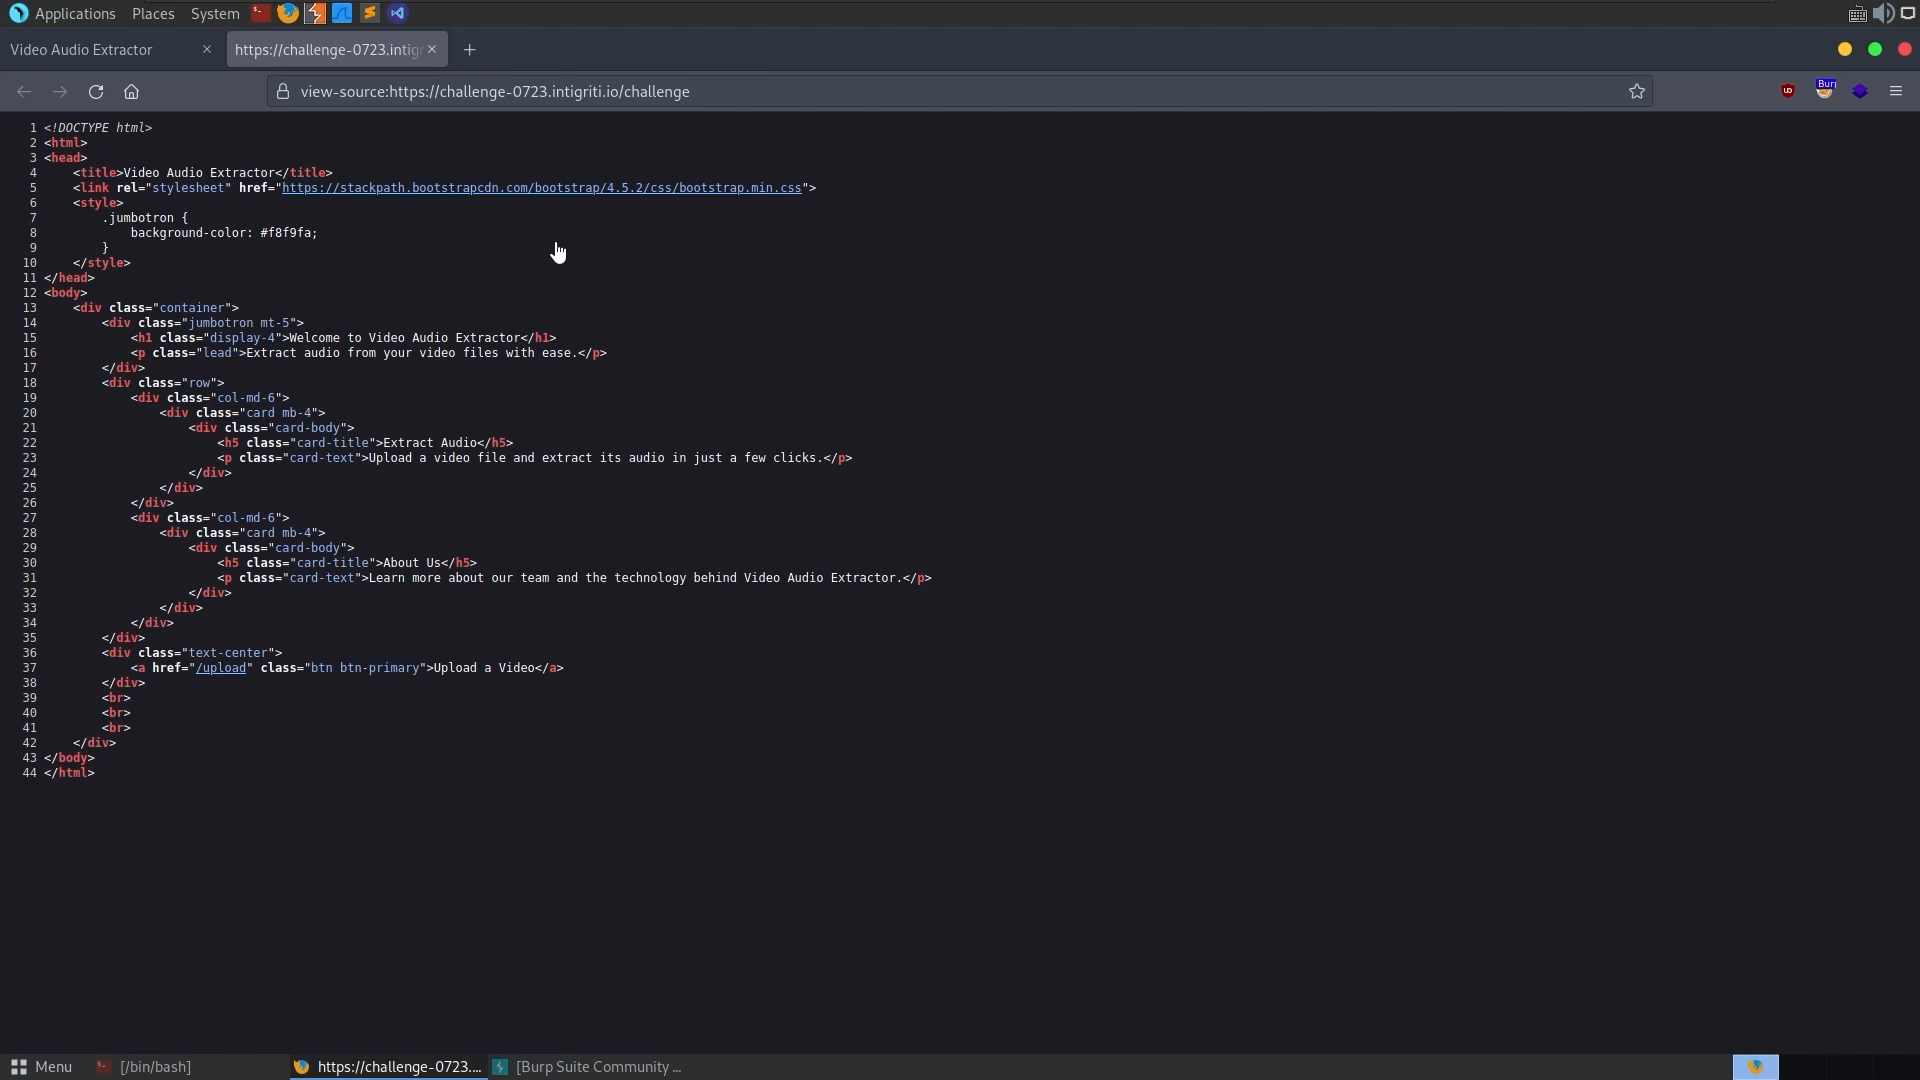 Applications Places System
Video Audio Extractor
https://challenge-0723.intigr
view-source:https://challenge-0723.intigriti.io/challenge
1 <!DOCTYPE html>
2 <html>
3 <head>
4     <title>Video Audio Extractor</title>
5     <link rel="stylesheet" href="https://stackpath.bootstrapcdn.com/bootstrap/4.5.2/css/bootstrap.min.css">
6     <style>
7         .jumbotron {
8             background-color: #f8f9fa;
9         }
10     </style>
11 </head>
12 <body>
13     <div class="container">
14         <div class="jumbotron mt-5">
15             <h1 class="display-4">Welcome to Video Audio Extractor</h1>
16             <p class="lead">Extract audio from your video files with ease.</p>
17         </div>
18         <div class="row">
19             <div class="col-md-6">
20                 <div class="card mb-4">
21                     <div class="card-body">
22                         <h5 class="card-title">Extract Audio</h5>
23                         <p class="card-text">Upload a video file and extract its audio in just a few clicks.</p>
24                     </div>
25                 </div>
26             </div>
27             <div class="col-md-6">
28                 <div class="card mb-4">
29                     <div class="card-body">
30                         <h5 class="card-title">About Us</h5>
31                         <p class="card-text">Learn more about our team and the technology behind Video Audio Extractor.</p>
32                     </div>
33                 </div>
34             </div>
35         </div>
36         <div class="text-center">
37             <a href="/upload" class="btn btn-primary">Upload a Video</a>
38         </div>
39         <br>
40         <br>
41         <br>
42     </div>
43 </body>
44 </html>
Menu [/bin/bash] https://challenge-0723.... [Burp Suite Community ...